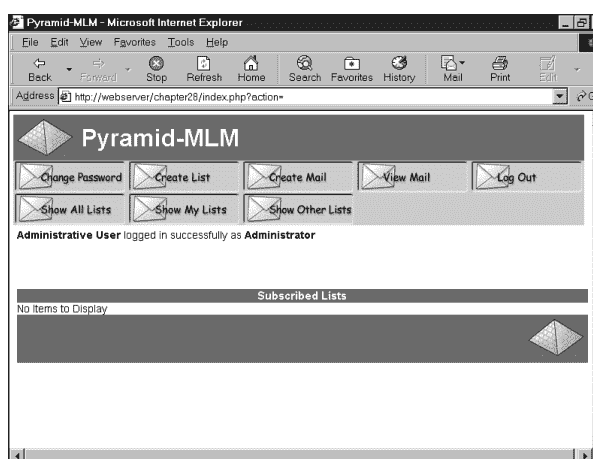 Pyramid-MLM - Microsoft Internet Explorer
File Edit View Favorites Tools Help
Back Forward Stop Refresh Home Search Favorites History Mail Print Edit
Address http://webserver/chapter28/index.php?action=
Pyramid-MLM
Change Password Create List Create Mail View Mail Log Out
Show All Lists Show My Lists Show Other Lists
Administrative User logged in successfully as Administrator
Subscribed Lists
No Items to Display